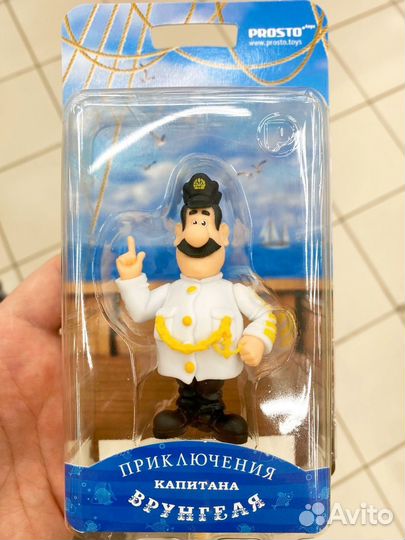 PROSTO toys
www.prosto.toys
ПРИКЛЮЧЕНИЯ
КАПИТАНА
ВРУНГЕЛЯ
Avito